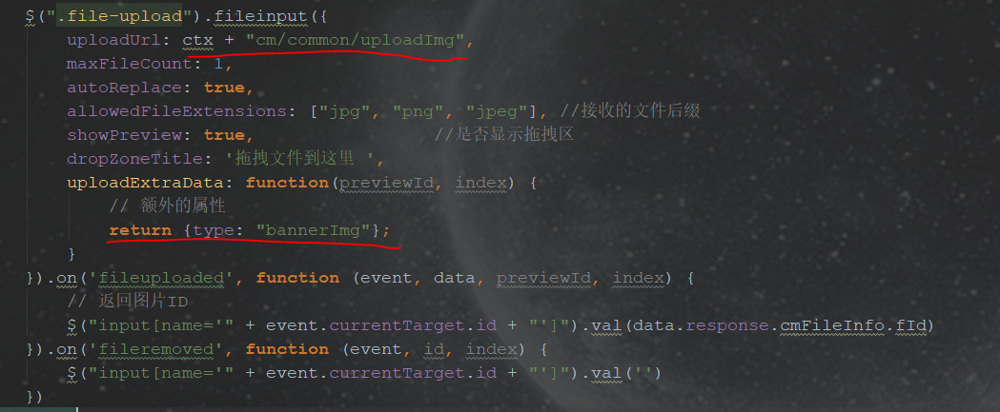 $(".file-upload").fileinput({
uploadUrl: ctx + "cm/common/uploadImg",
maxFileCount: 1,
autoReplace: true,
allowedFileExtensions: ["jpg", "png", "jpeg"], //接收的文件后缀
showPreview: true, //是否显示拖拽区
dropZoneTitle: '拖拽文件到这里 ',
uploadExtraData: function(previewId, index) {
// 额外的属性
return {type: "bannerImg"};
}
}).on('fileuploaded', function (event, data, previewId, index) {
// 返回图片ID
$("input[name='" + event.currentTarget.id + "']").val(data.response.cmFileInfo.fId)
}).on('fileremoved', function (event, id, index) {
$("input[name='" + event.currentTarget.id + "']").val('')
})